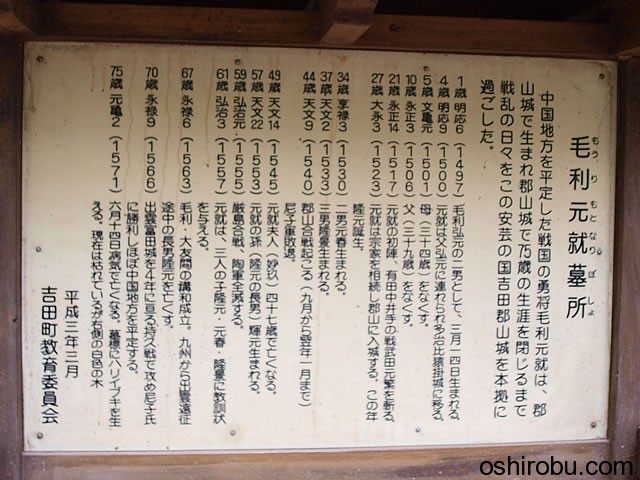 毛利元就墓所
もうりもとなりぼしょ
中国地方を平定した戦国の勇将毛利元就は、郡
山城で生まれ郡山城で75歳の生涯を閉じるまで
戦乱の日々をこの安芸の国吉田郡山城を本拠に
過ごした。
1歳 明応6(1497) 毛利弘元の二男として、三月一四日生まれる。
4歳 明応9(1500) 元就は父弘元に連れられ多治比猿掛城に移る。
5歳 文亀元(1501) 母(三十四歳)をなくす。
10歳 永正3(1506) 父(三十九歳)をなくす。
21歳 永正14(1517) 元就の初陣、有田中井手の戦武田元繁を斬る。
27歳 大永3(1523) 元就は宗家を相続し郡山に入城する。この年
隆元誕生。
34歳 享禄3(1530) 二男元春生まれる。
37歳 天文2(1533) 三男隆景生まれる。
44歳 天文9(1540) 郡山合戦起こる(九月から翌年一月まで)
尼子軍敗退。
49歳 天文14(1545) 元就夫人(妙玖)四十七歳で亡くなる。
57歳 天文22(1553) 元就の孫(隆元の長男)輝元生まれる。
59歳 弘治元(1555) 厳島合戦、陶軍全滅する。
61歳 弘治3(1557) 元就は、三人の子隆元・元春・隆景に教訓状
を与える。
67歳 永禄6(1563) 毛利・大友間の講和成立。九州から出雲遠征
途中の長男隆元を亡くす。
70歳 永禄9(1566) 出雲富田城を4年に亘る持久戦で攻め尼子氏
に勝利しほぼ中国地方を平定する。
75歳 元亀2(1571) 六月十四日病気で亡くなる。墓標にハリイブキを生
える。現在は枯れているが右側の白色の木
平成三年三月
吉田町教育委員会
oshirobu.com